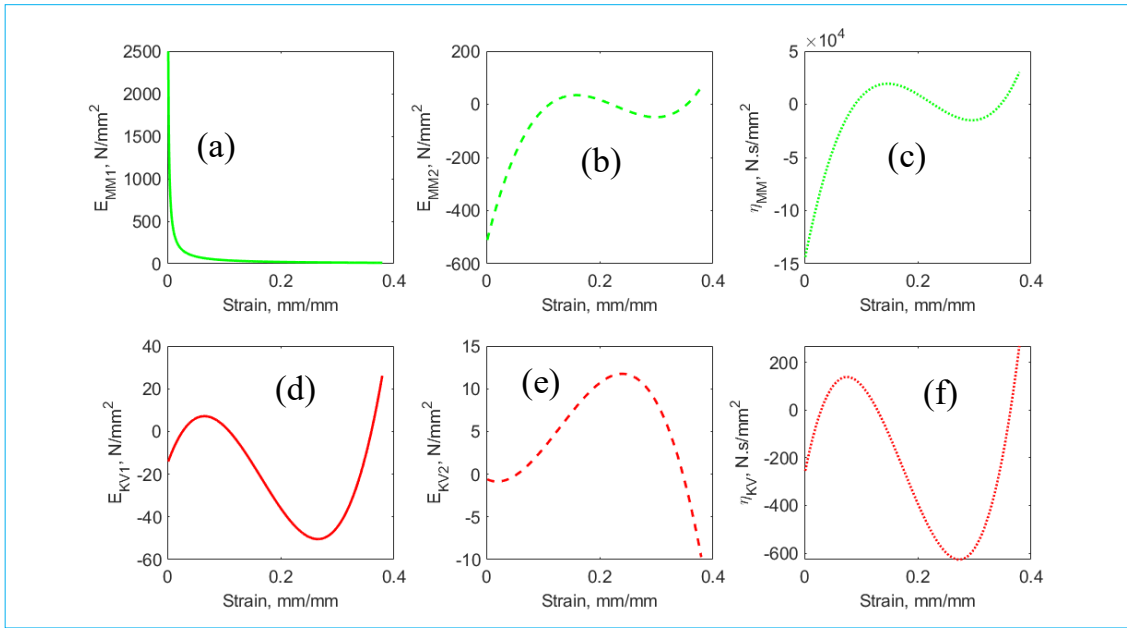 (a)
2500
2000
1500
1000
500
0
0
0.2
0.4
E_MM1, N/mm²
Strain, mm/mm
(b)
200
0
-200
-400
-600
0
0.2
0.4
E_MM2, N/mm²
Strain, mm/mm
(c)
×10⁴
5
0
-5
-10
-15
0
0.2
0.4
η_MM, N.s/mm²
Strain, mm/mm
(d)
40
20
0
-20
-40
-60
0
0.2
0.4
E_KV1, N/mm²
Strain, mm/mm
(e)
15
10
5
0
-5
-10
0
0.2
0.4
E_KV2, N/mm²
Strain, mm/mm
(f)
200
0
-200
-400
-600
0
0.2
0.4
η_KV, N.s/mm²
Strain, mm/mm